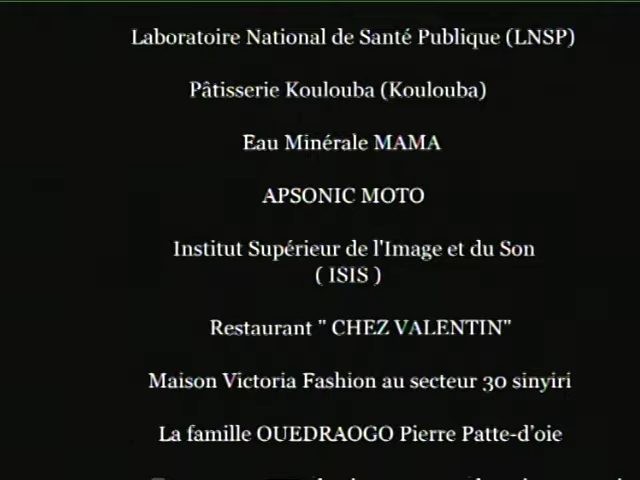 Laboratoire National de Santé Publique (LNSP)
Pâtisserie Koulouba (Koulouba)
Eau Minérale MAMA
APSONIC MOTO
Institut Supérieur de l'Image et du Son
( ISIS )
Restaurant " CHEZ VALENTIN"
Maison Victoria Fashion au secteur 30 sinyiri
La famille OUEDRAOGO Pierre Patte-d'oie